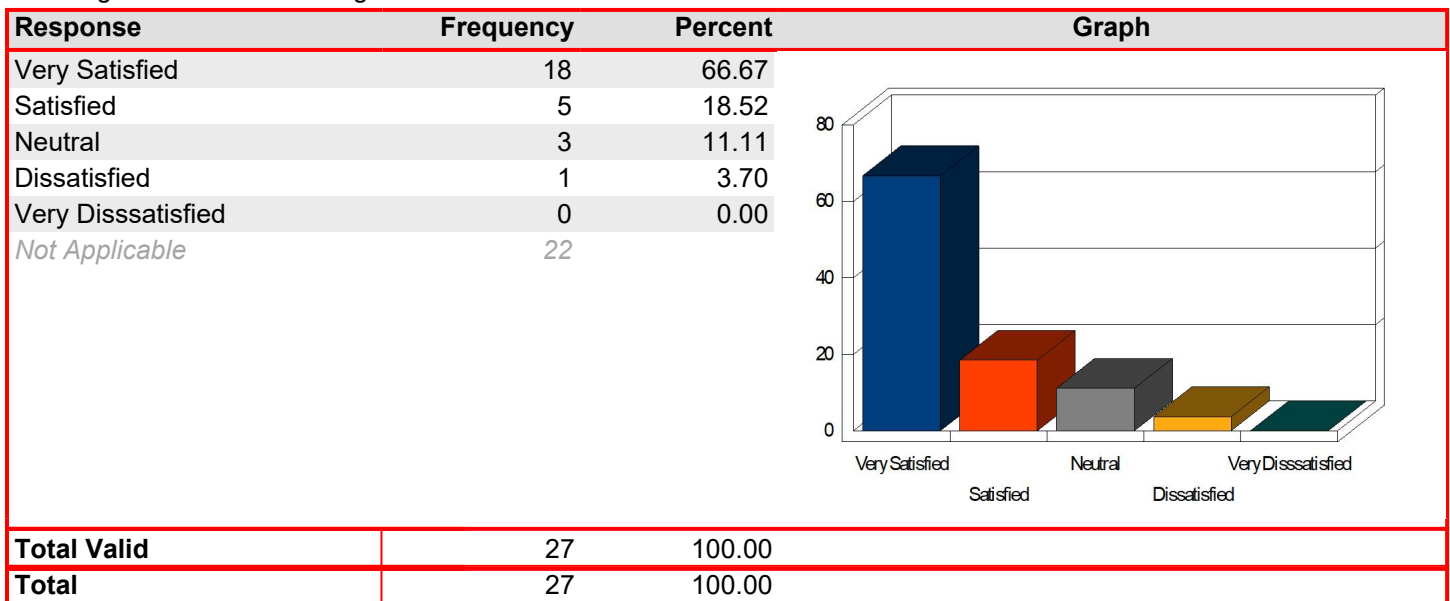 Response Frequency Percent Graph
Very Satisfied 18 66.67
Satisfied 5 18.52
Neutral 3 11.11
Dissatisfied 1 3.70
Very Disssatisfied 0 0.00
Not Applicable 22
80
60
40
20
0
Very Satisfied Neutral Very Disssatisfied
Satisfied Dissatisfied
Total Valid 27 100.00
Total 27 100.00